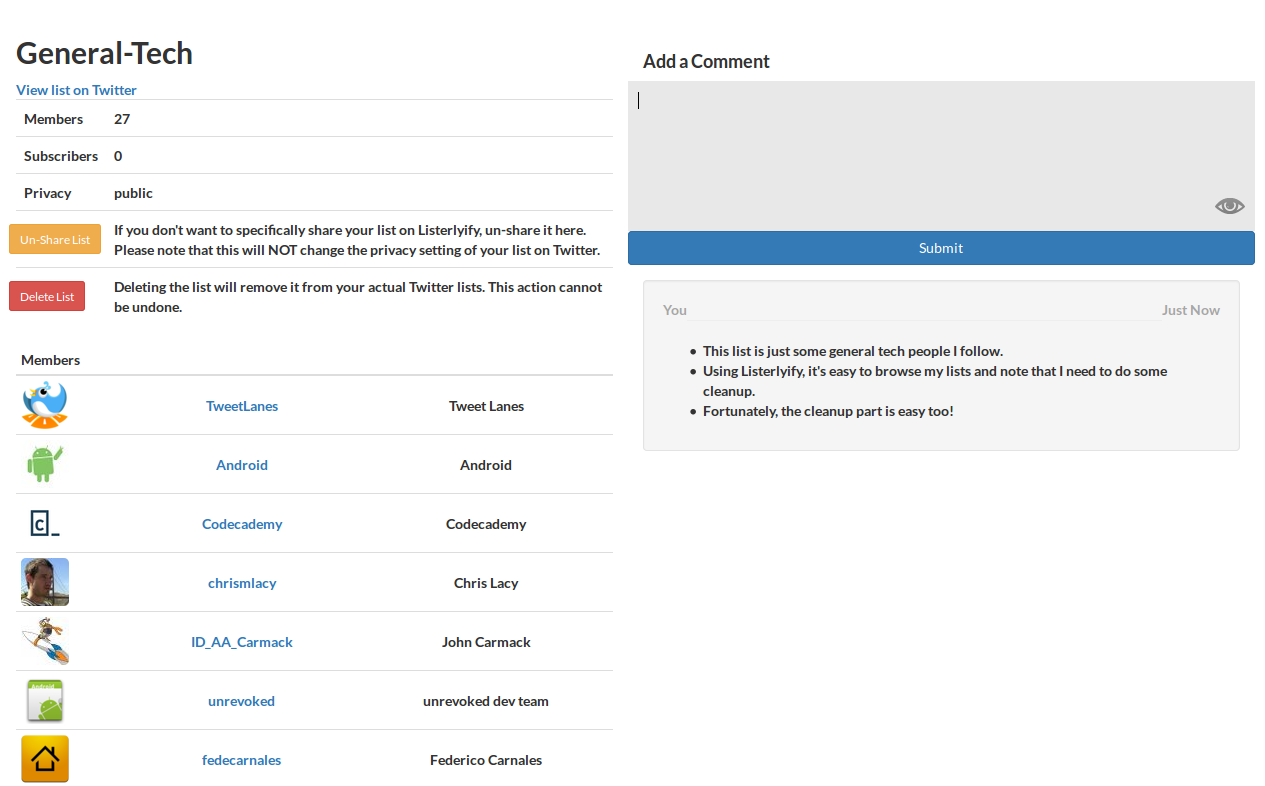 General-Tech
View list on Twitter
Members 27
Subscribers 0
Privacy public
Un-Share List If you don't want to specifically share your list on Listerlyify, un-share it here.
Please note that this will NOT change the privacy setting of your list on Twitter.
Delete List Deleting the list will remove it from your actual Twitter lists. This action cannot
be undone.
Members
TweetLanes Tweet Lanes
Android Android
C_ Codecademy Codecademy
chrismlacy Chris Lacy
ID_AA_Carmack John Carmack
Android unrevoked unrevoked dev team
fedecarnales Federico Carnales
Add a Comment
Submit
You Just Now
• This list is just some general tech people I follow.
• Using Listerlyify, it's easy to browse my lists and note that I need to do some
cleanup.
• Fortunately, the cleanup part is easy too!